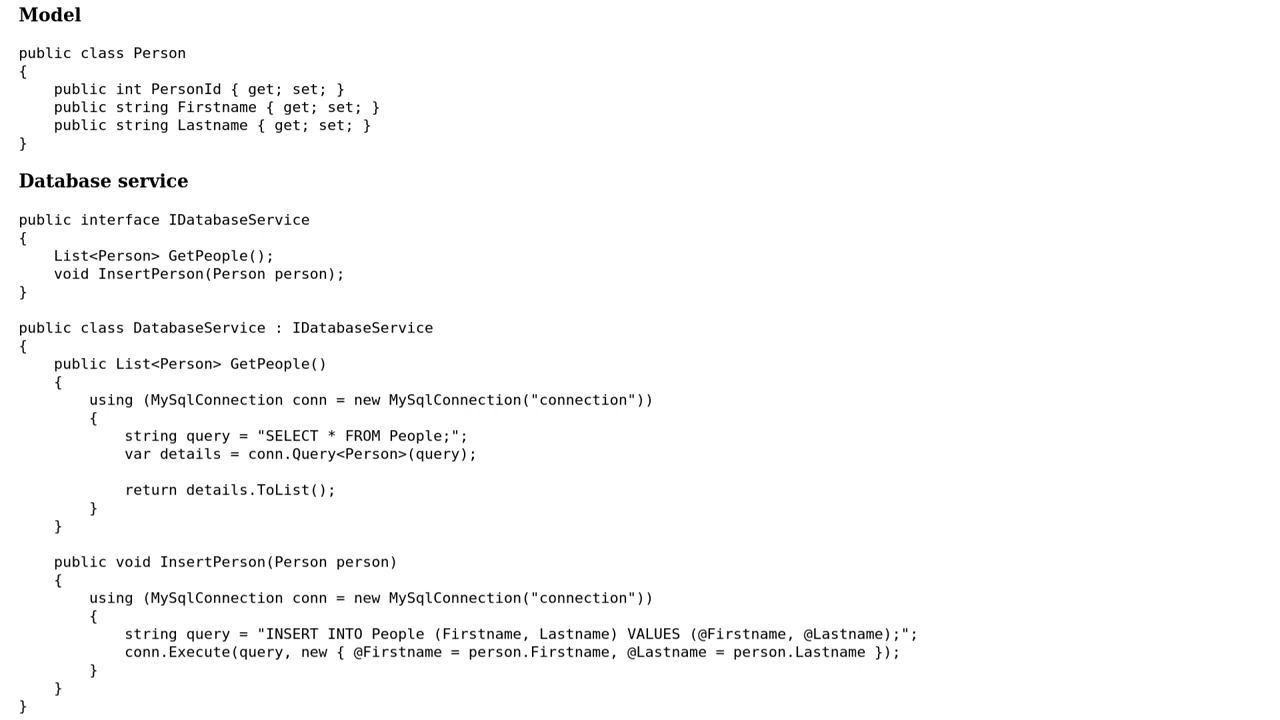 Model
public class Person
{
    public int PersonId { get; set; }
    public string Firstname { get; set; }
    public string Lastname { get; set; }
}
Database service
public interface IDatabaseService
{
    List<Person> GetPeople();
    void InsertPerson(Person person);
}
public class DatabaseService : IDatabaseService
{
    public List<Person> GetPeople()
    {
        using (MySqlConnection conn = new MySqlConnection("connection"))
        {
            string query = "SELECT * FROM People;";
            var details = conn.Query<Person>(query);
            return details.ToList();
        }
    }
    public void InsertPerson(Person person)
    {
        using (MySqlConnection conn = new MySqlConnection("connection"))
        {
            string query = "INSERT INTO People (Firstname, Lastname) VALUES (@Firstname, @Lastname);";
            conn.Execute(query, new { @Firstname = person.Firstname, @Lastname = person.Lastname });
        }
    }
}